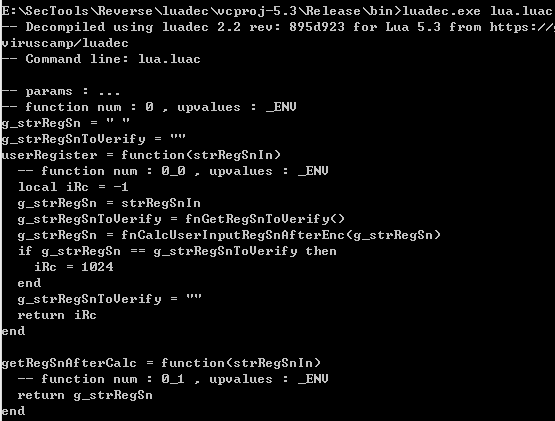 E:\SecTools\Reverse\luadec\vcproj-5.3\Release\bin>luadec.exe lua.luac
-- Decompiled using luadec 2.2 rev: 895d923 for Lua 5.3 from https://
viruscamp/luadec
-- Command line: lua.luac

-- params : ...
-- function num : 0 , upvalues : _ENV
g_strRegSn = " "
g_strRegSnToVerify = ""
userRegister = function(strRegSnIn)
  -- function num : 0_0 , upvalues : _ENV
  local iRc = -1
  g_strRegSn = strRegSnIn
  g_strRegSnToVerify = fnGetRegSnToVerify()
  g_strRegSn = fnCalcUserInputRegSnAfterEnc(g_strRegSn)
  if g_strRegSn == g_strRegSnToVerify then
    iRc = 1024
  end
  g_strRegSnToVerify = ""
  return iRc
end

getRegSnAfterCalc = function(strRegSnIn)
  -- function num : 0_1 , upvalues : _ENV
  return g_strRegSn
end